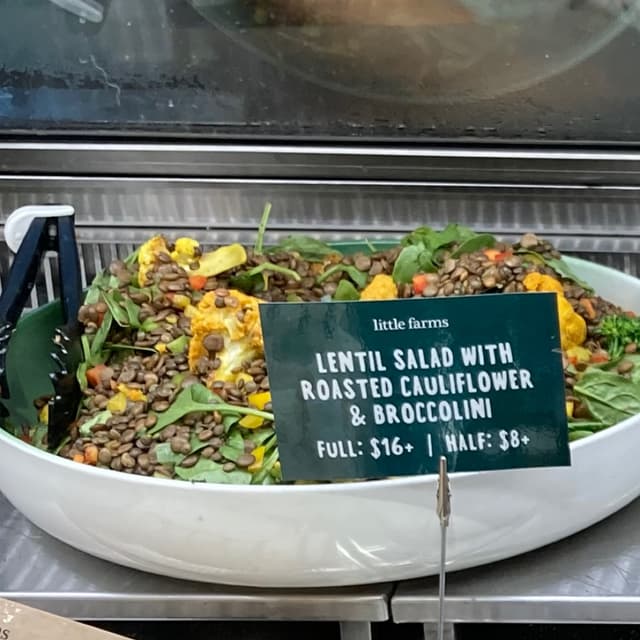 little farms
LENTIL SALAD WITH
ROASTED CAULIFLOWER
& BROCCOLINI
FULL: $16+ | HALF: $8+